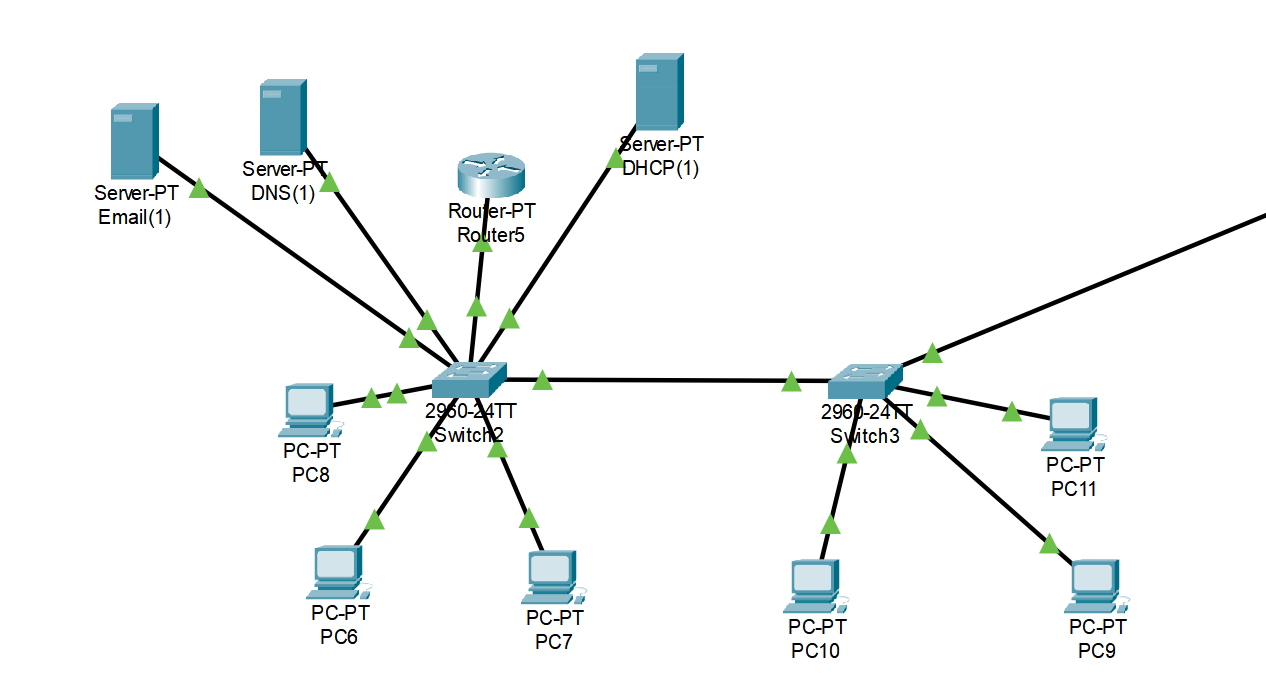 Server-PT
Email(1)
Server-PT
DNS(1)
Router-PT
Router5
Server-PT
DHCP(1)
2960-24TT
Switch2
2960-24TT
Switch3
PC-PT
PC8
PC-PT
PC11
PC-PT
PC6
PC-PT
PC7
PC-PT
PC10
PC-PT
PC9